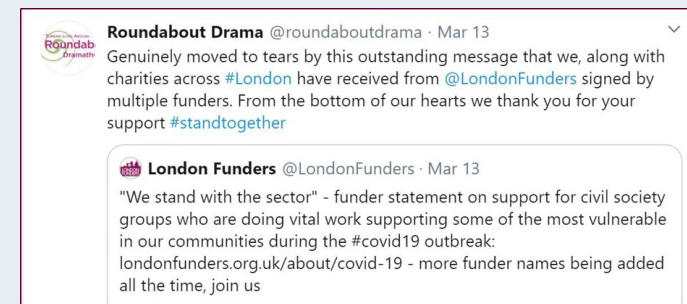 Roundabout Drama @roundaboutdrama · Mar 13
Roundab
Dramath
Genuinely moved to tears by this outstanding message that we, along with
charities across #London have received from @LondonFunders signed by
multiple funders. From the bottom of our hearts we thank you for your
support #standtogether
London Funders @LondonFunders · Mar 13
"We stand with the sector" - funder statement on support for civil society
groups who are doing vital work supporting some of the most vulnerable
in our communities during the #covid19 outbreak:
londonfunders.org.uk/about/covid-19 - more funder names being added
all the time, join us